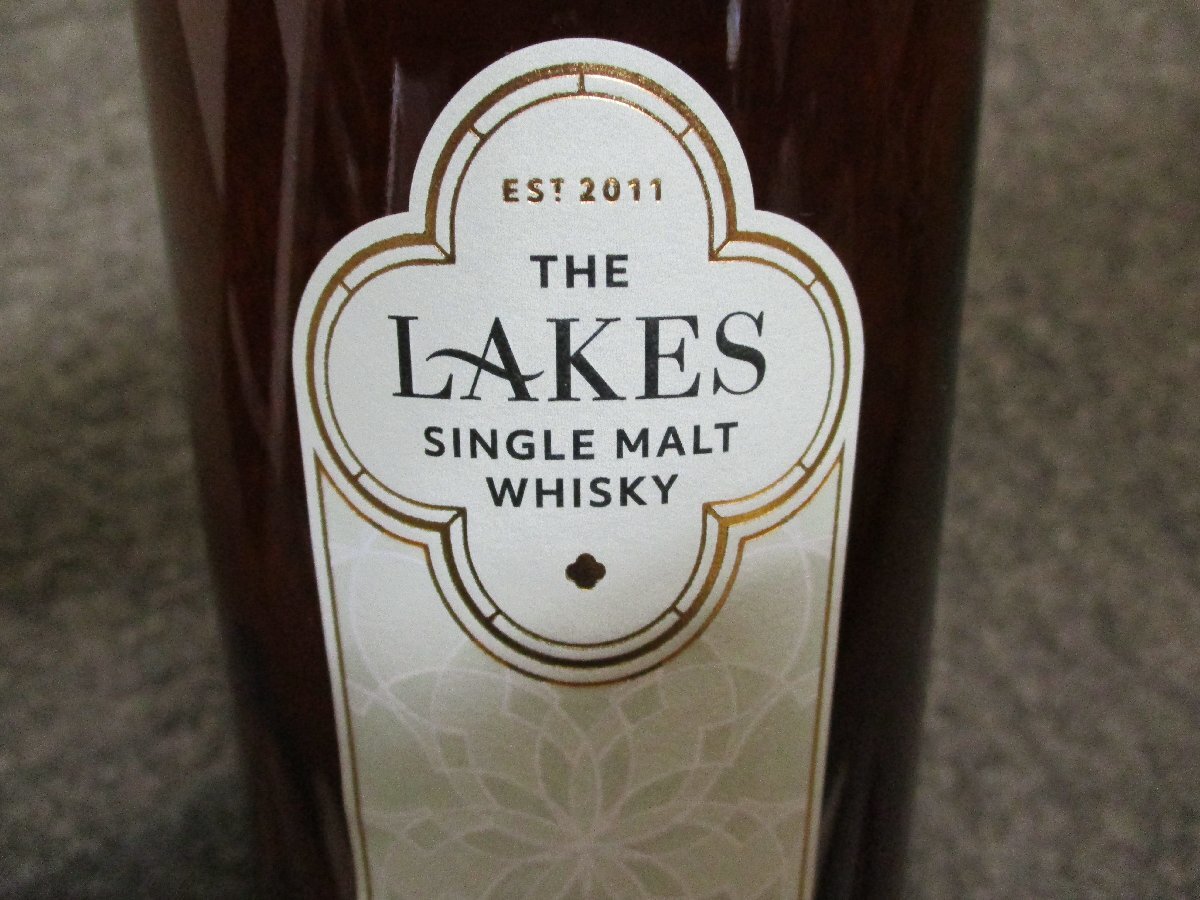 EST 2011
THE
LAKES
SINGLE MALT
WHISKY